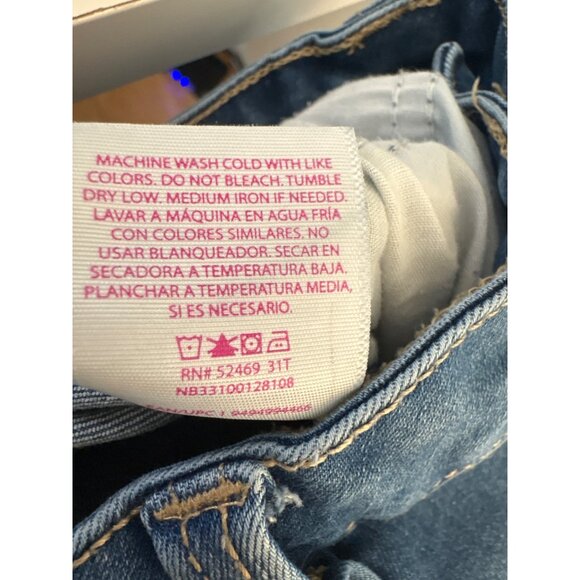 MACHINE WASH COLD WITH LIKE
COLORS. DO NOT BLEACH. TUMBLE
DRY LOW. MEDIUM IRON IF NEEDED.
LAVAR A MÁQUINA EN AGUA FRÍA
CON COLORES SIMILARES. NO
USAR BLANQUEADOR. SECAR EN
SECADORA A TEMPERATURA BAJA.
PLANCHAR A TEMPERATURA MEDIA,
SI ES NECESARIO.
RN# 52469 31T
NB33100128108